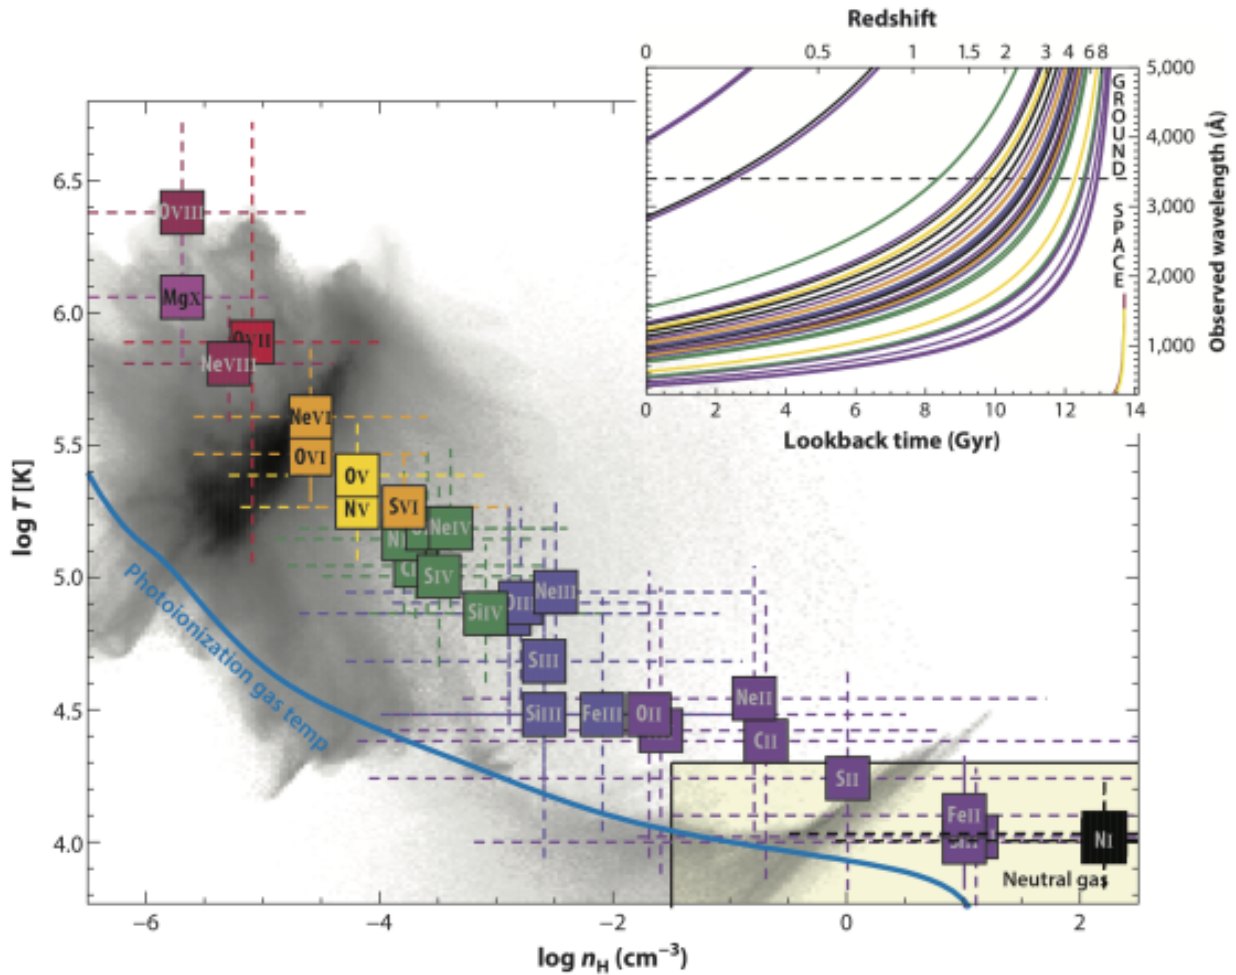 Redshift
0 0.5 1 1.5 2 3 4 6 8
5,000
4,000
3,000
2,000
1,000
Observed wavelength (Å)
GROUND
SPACE
0 2 4 6 8 10 12 14
Lookback time (Gyr)
log T [K]
6.5
6.0
5.5
5.0
4.5
4.0
OVIII
MgX
OVII
NeVIII
NeVI
OVI
OV
NV
SVI
NeIV
SIV
SiIV
OIII
NeIII
SIII
SiIII
FeIII
OII
NeII
CII
SII
FeII
NI
Photoionization gas temp
Neutral gas
−6 −4 −2 0 2
log nH (cm−3)